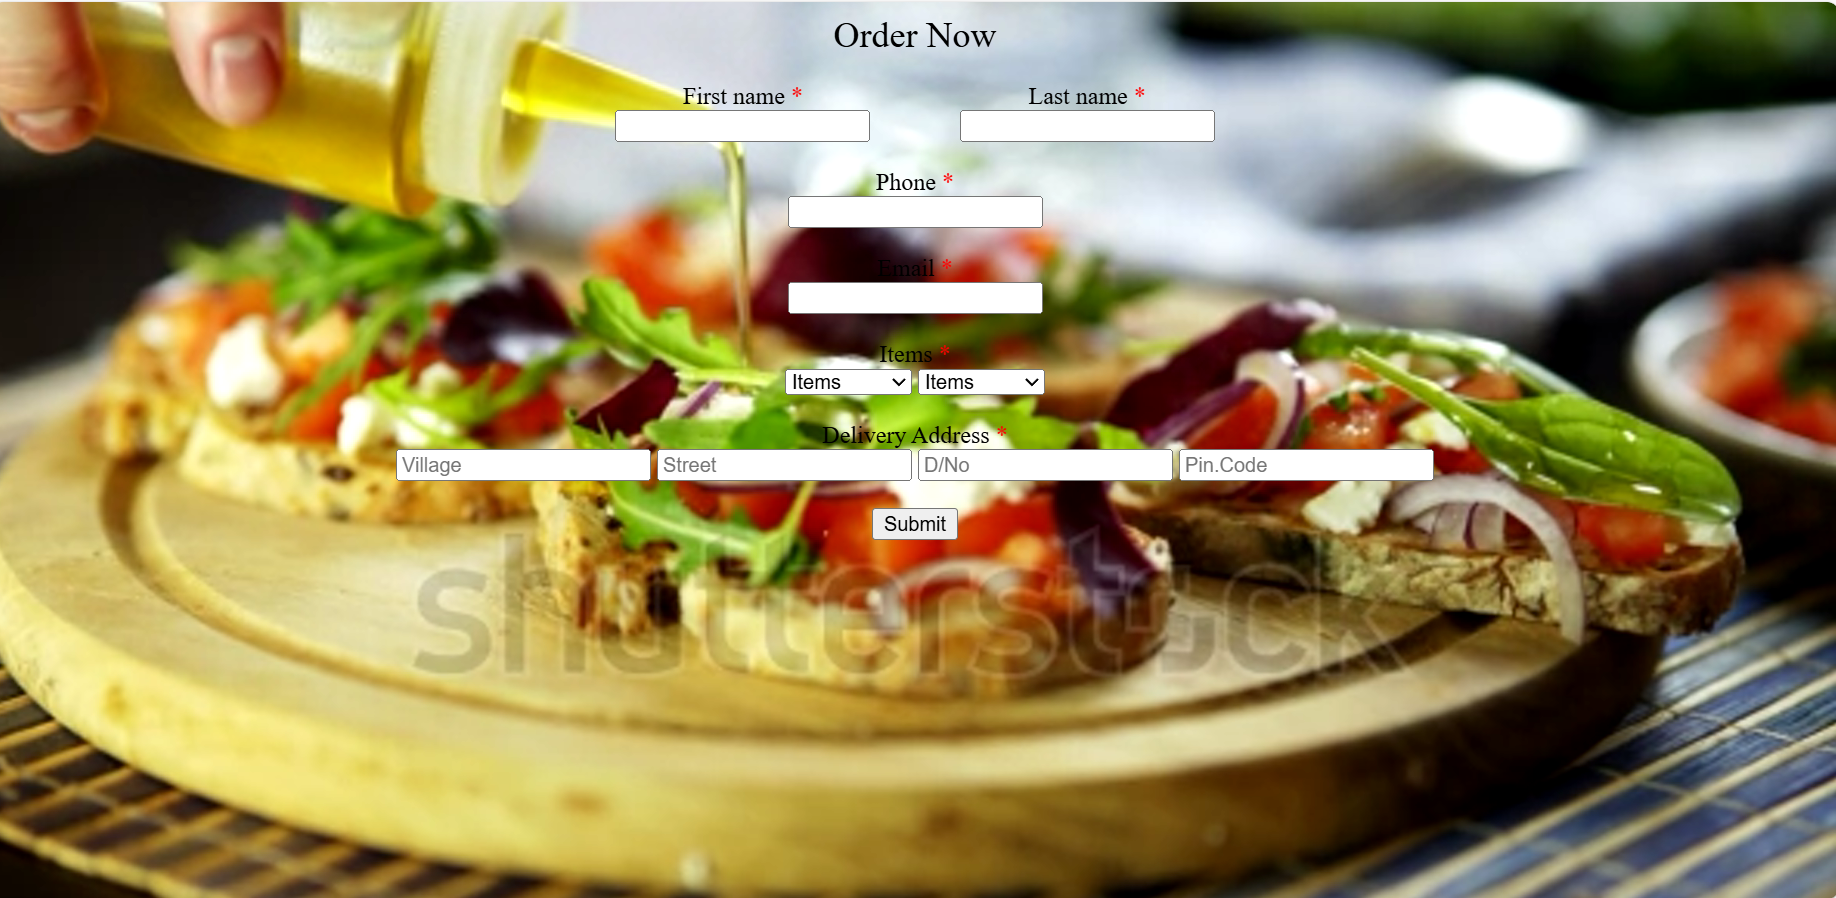 Order Now
First name * Last name *
Phone *
Email *
Items *
Items Items
Delivery Address *
Village Street D/No Pin.Code
Submit
shutterstock